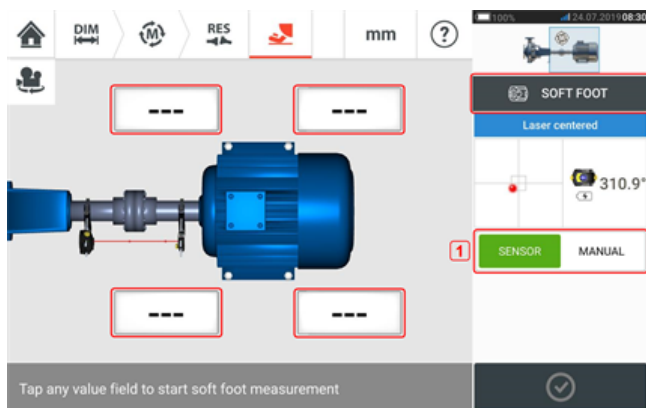 DIM
M
RES
mm
?
100%
24.07.2019 08:30
SOFT FOOT
Laser centered
310.9°
1
SENSOR
MANUAL
---
---
---
---
Tap any value field to start soft foot measurement